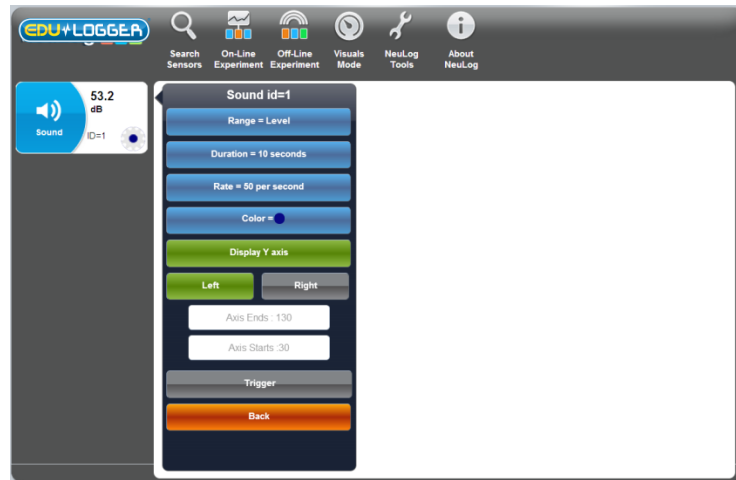 EDU LOGGER
Search Sensors
On-Line Experiment
Off-Line Experiment
Visuals Mode
NeuLog Tools
About NeuLog
53.2
dB
Sound
ID=1
Sound id=1
Range = Level
Duration = 10 seconds
Rate = 50 per second
Color =
Display Y axis
Left
Right
Axis Ends : 130
Axis Starts :30
Trigger
Back